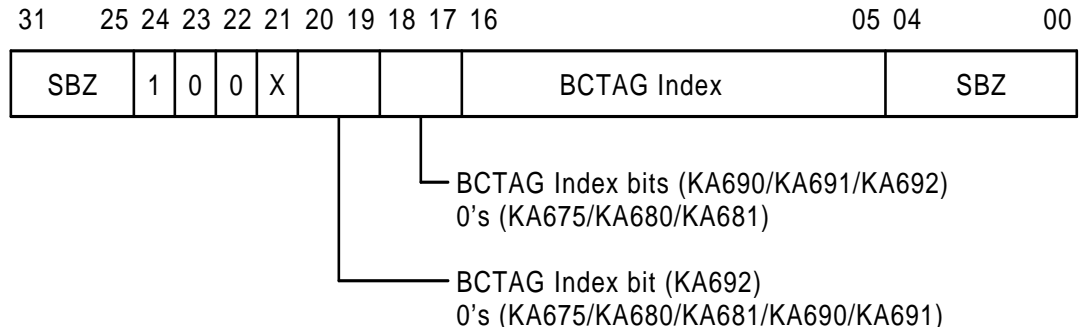 31 25 24 23 22 21 20 19 18 17 16 05 04 00
SBZ 1 0 0 X BCTAG Index SBZ
BCTAG Index bits (KA690/KA691/KA692)
0's (KA675/KA680/KA681)
BCTAG Index bit (KA692)
0's (KA675/KA680/KA681/KA690/KA691)